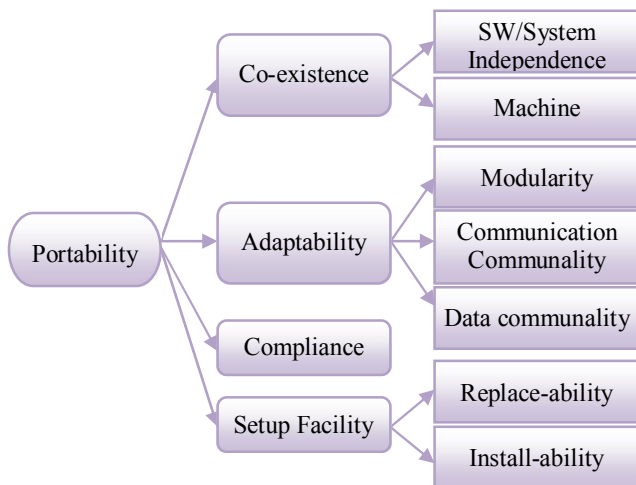 SW/System
Independence
Co-existence
Machine
Modularity
Portability
Adaptability
Communication
Communality
Data communality
Compliance
Replace-ability
Setup Facility
Install-ability